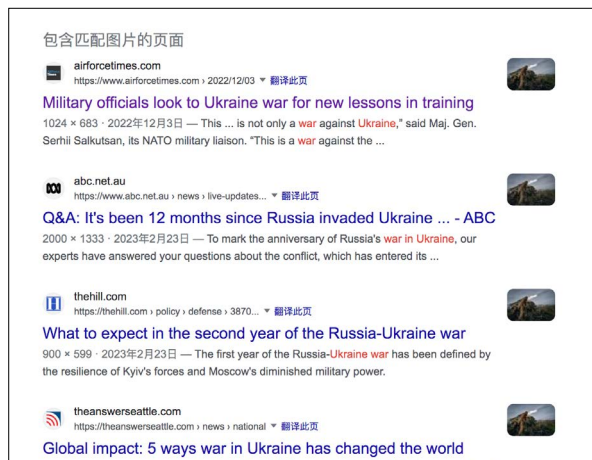 包含匹配图片的页面
airforcetimes.com
https://www.airforcetimes.com › 2022/12/03 ▼ 翻译此页
Military officials look to Ukraine war for new lessons in training
1024 × 683 · 2022年12月3日 — This ... is not only a war against Ukraine,” said Maj. Gen.
Serhii Salkutsan, its NATO military liaison. “This is a war against the ...
abc.net.au
https://www.abc.net.au › news › live-updates... ▼ 翻译此页
Q&A: It's been 12 months since Russia invaded Ukraine ... - ABC
2000 × 1333 · 2023年2月23日 — To mark the anniversary of Russia's war in Ukraine, our
experts have answered your questions about the conflict, which has entered its ...
thehill.com
https://thehill.com › policy › defense › 3870... ▼ 翻译此页
What to expect in the second year of the Russia-Ukraine war
900 × 599 · 2023年2月23日 — The first year of the Russia-Ukraine war has been defined by
the resilience of Kyiv's forces and Moscow's diminished military power.
theanswerseattle.com
https://theanswerseattle.com › news › national ▼ 翻译此页
Global impact: 5 ways war in Ukraine has changed the world